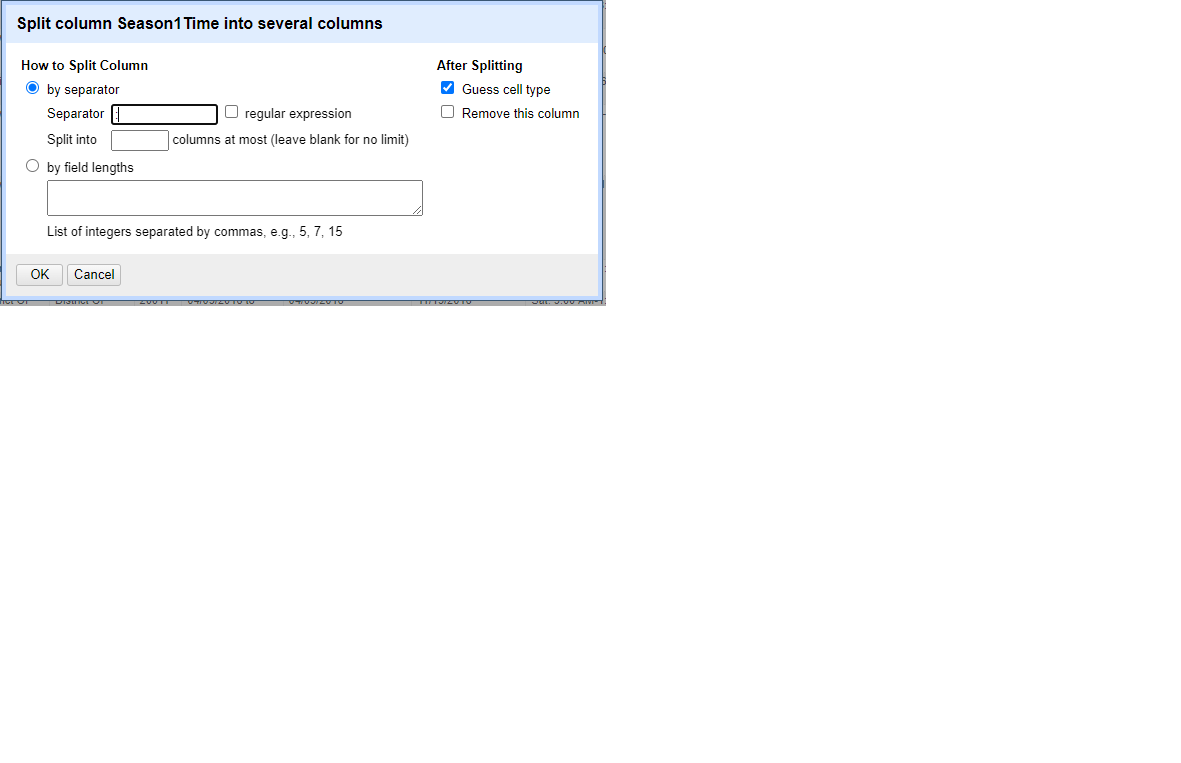 Split column Season1Time into several columns
How to Split Column
by separator
Separator : regular expression
Split into columns at most (leave blank for no limit)
by field lengths
List of integers separated by commas, e.g., 5, 7, 15
After Splitting
Guess cell type
Remove this column
OK Cancel